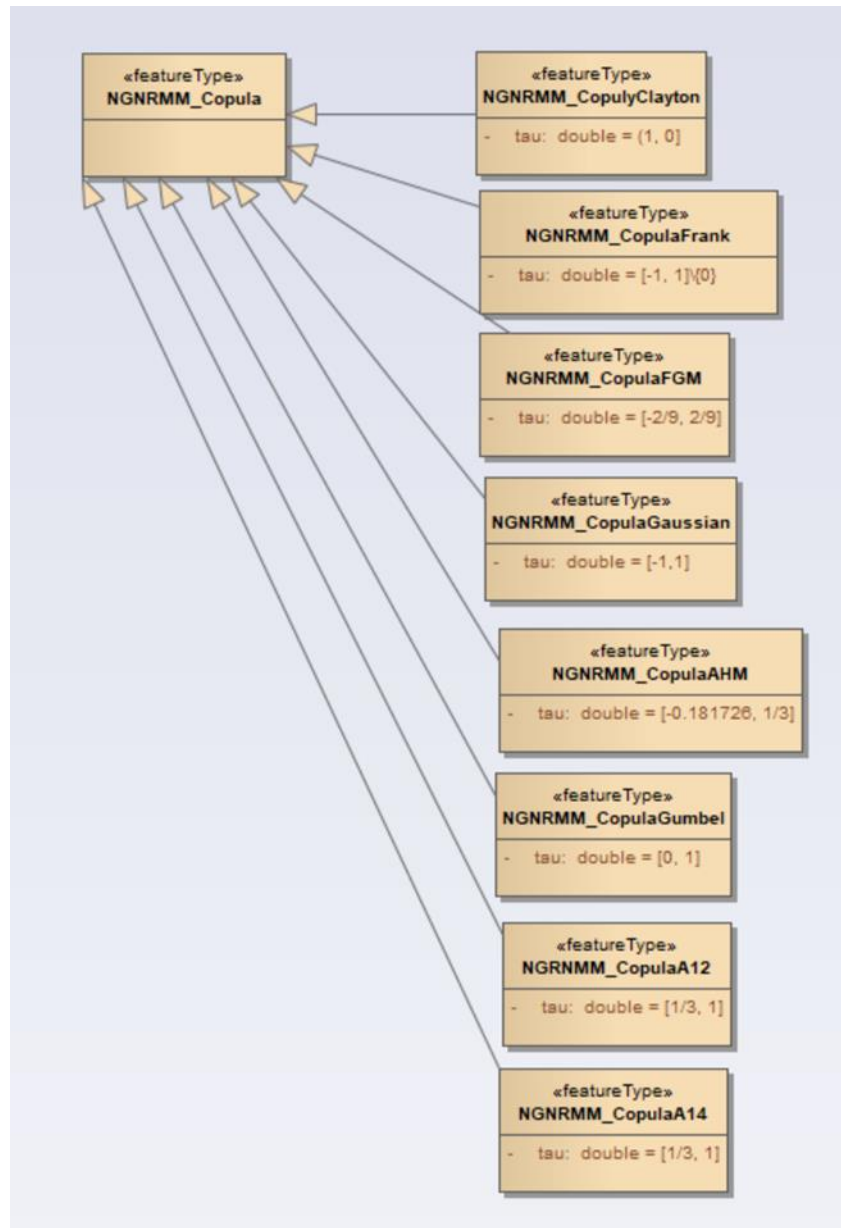 «featureType»
NGNRMM_Copula
«featureType»
NGNRMM_CopulyClayton
- tau: double = (1, 0]
«featureType»
NGNRMM_CopulaFrank
- tau: double = [-1, 1]\{0}
«featureType»
NGNRMM_CopulaFGM
- tau: double = [-2/9, 2/9]
«featureType»
NGNRMM_CopulaGaussian
- tau: double = [-1,1]
«featureType»
NGNRMM_CopulaAHM
- tau: double = [-0.181726, 1/3]
«featureType»
NGNRMM_CopulaGumbel
- tau: double = [0, 1]
«featureType»
NGRNMM_CopulaA12
- tau: double = [1/3, 1]
«featureType»
NGNRMM_CopulaA14
- tau: double = [1/3, 1]